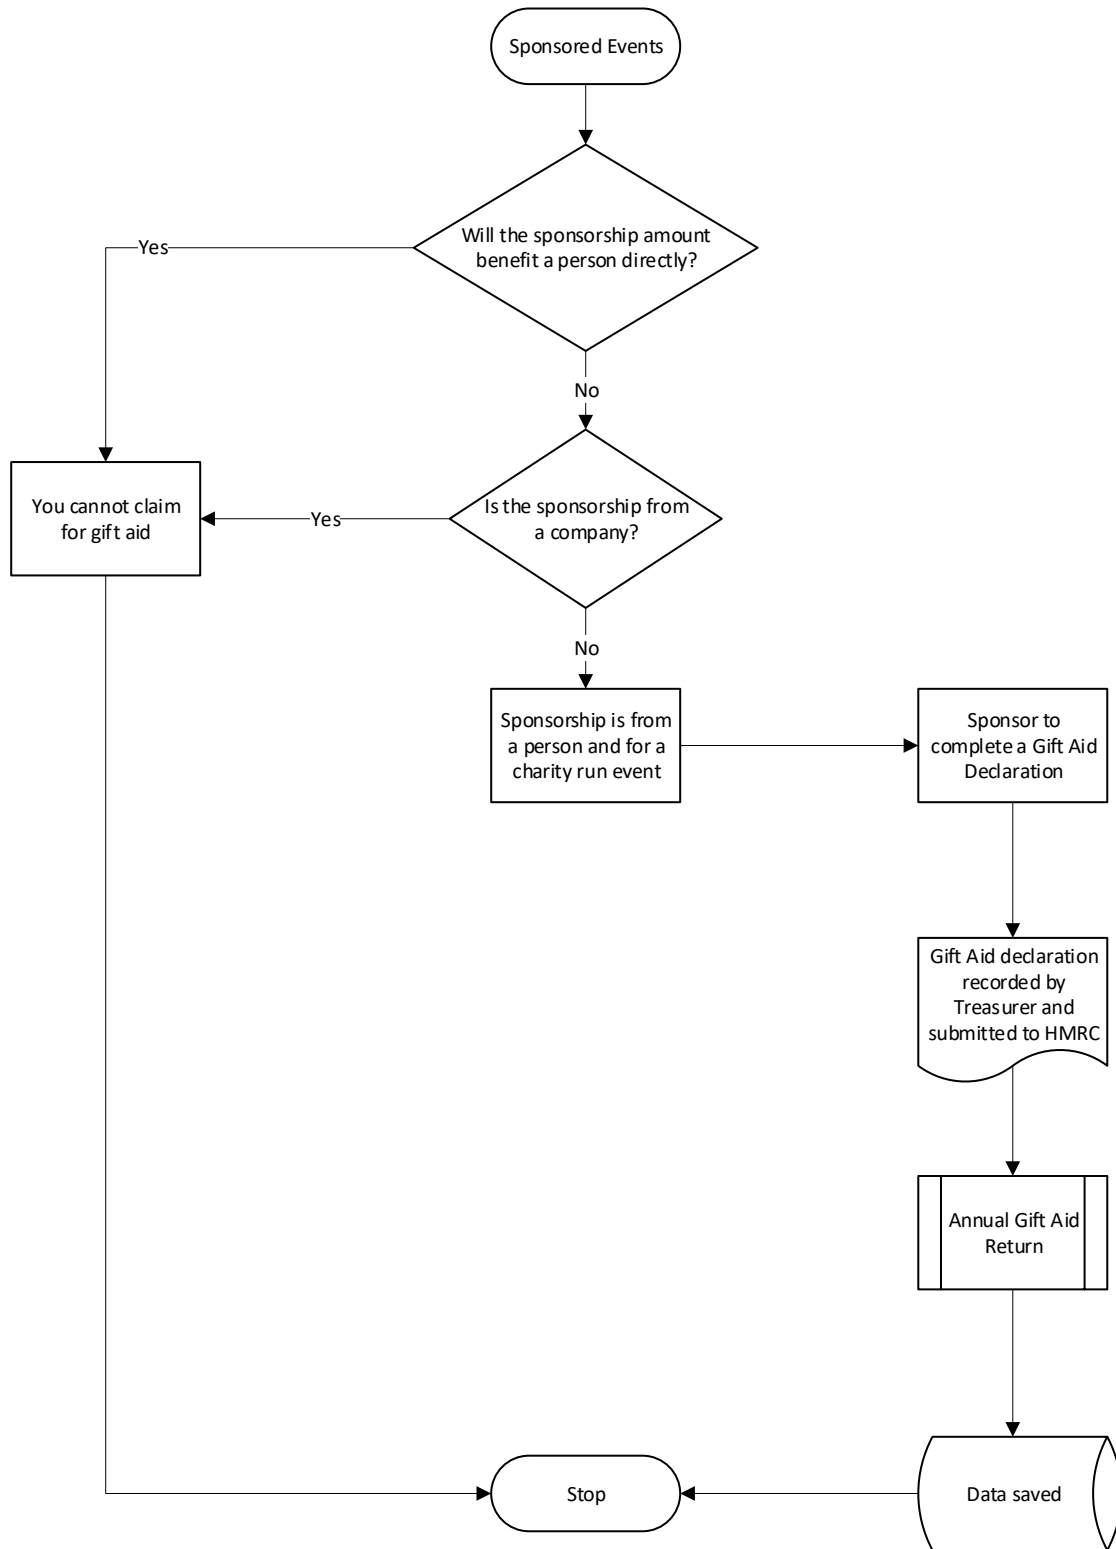 Sponsored Events
Will the sponsorship amount
benefit a person directly?
Yes
No
You cannot claim
for gift aid
Yes
Is the sponsorship from
a company?
No
Sponsorship is from
a person and for a
charity run event
Sponsor to
complete a Gift Aid
Declaration
Gift Aid declaration
recorded by
Treasurer and
submitted to HMRC
Annual Gift Aid
Return
Stop
Data saved